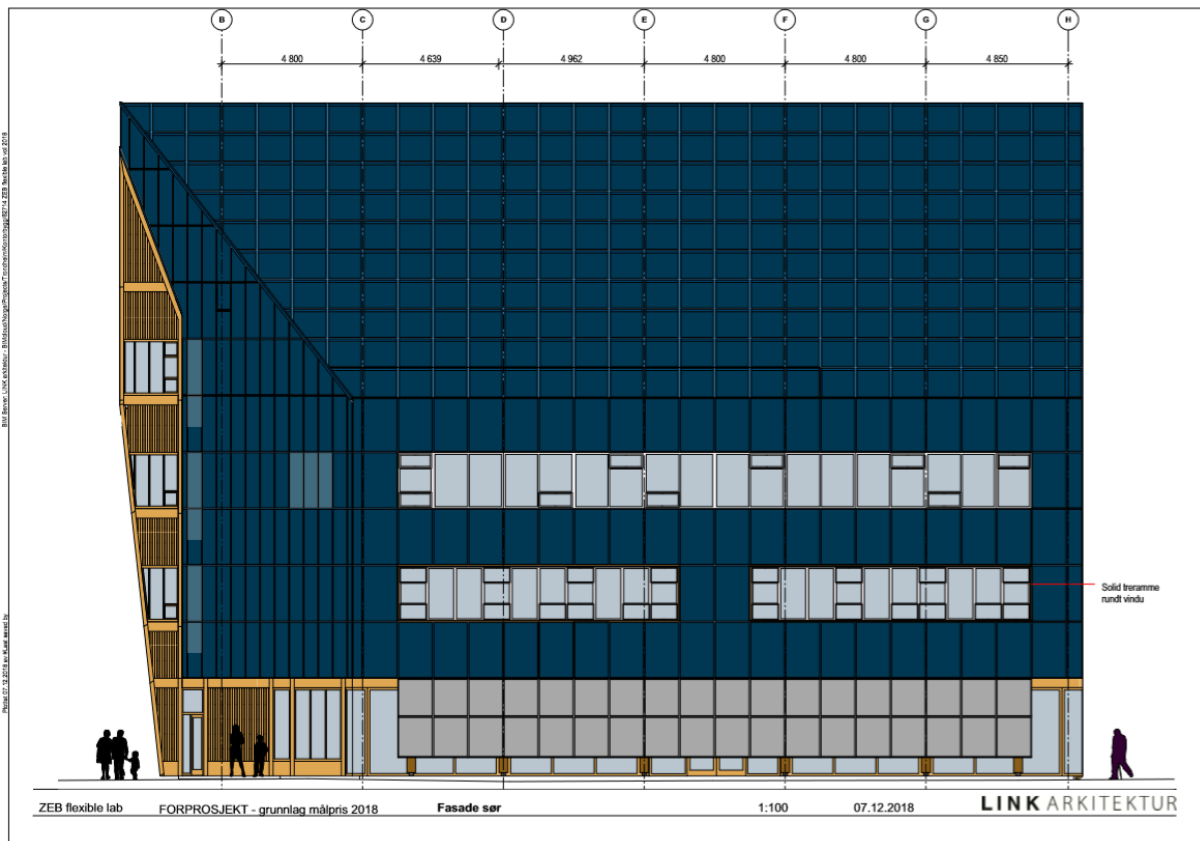 B C D E F G H
4 800 4 639 4 962 4 800 4 800 4 850
Solid treramme
rundt vindu
ZEB flexible lab FORPROSJEKT - grunnlag målpris 2018 Fasade sør 1:100 07.12.2018 LINK ARKITEKTUR